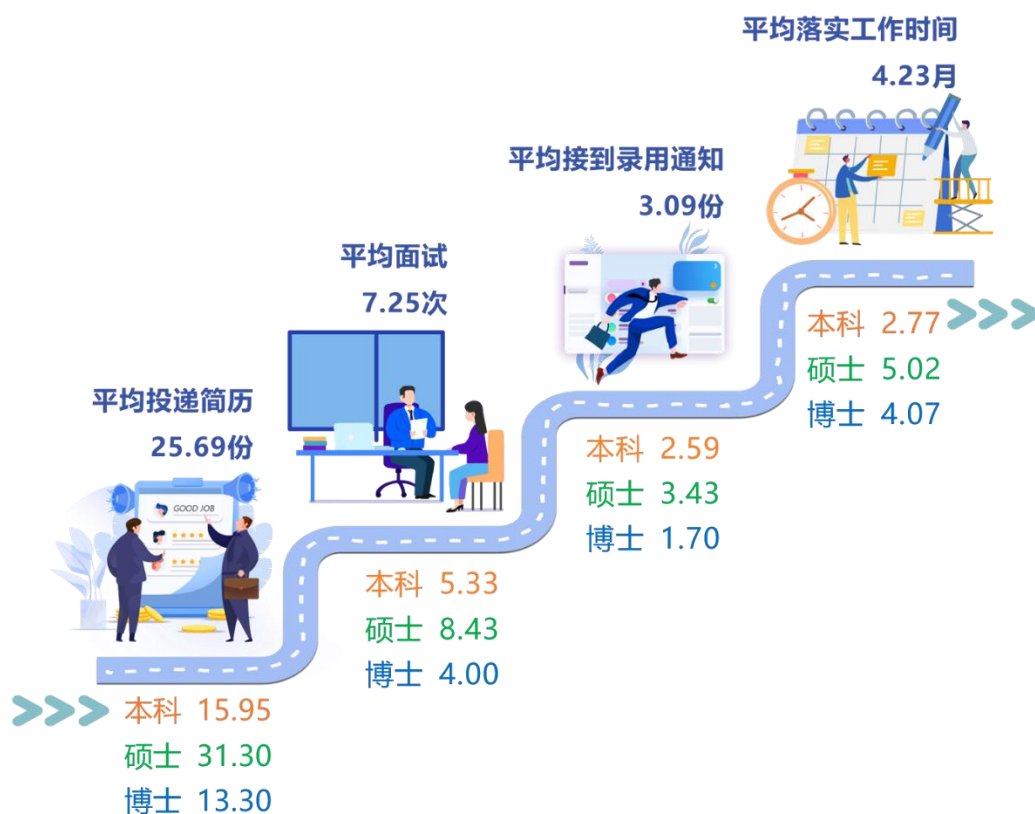 平均落实工作时间
4.23月
平均接到录用通知
3.09份
平均面试
7.25次
平均投递简历
25.69份
GOOD JOB
本科 2.77
硕士 5.02
博士 4.07
本科 2.59
硕士 3.43
博士 1.70
本科 5.33
硕士 8.43
博士 4.00
本科 15.95
硕士 31.30
博士 13.30